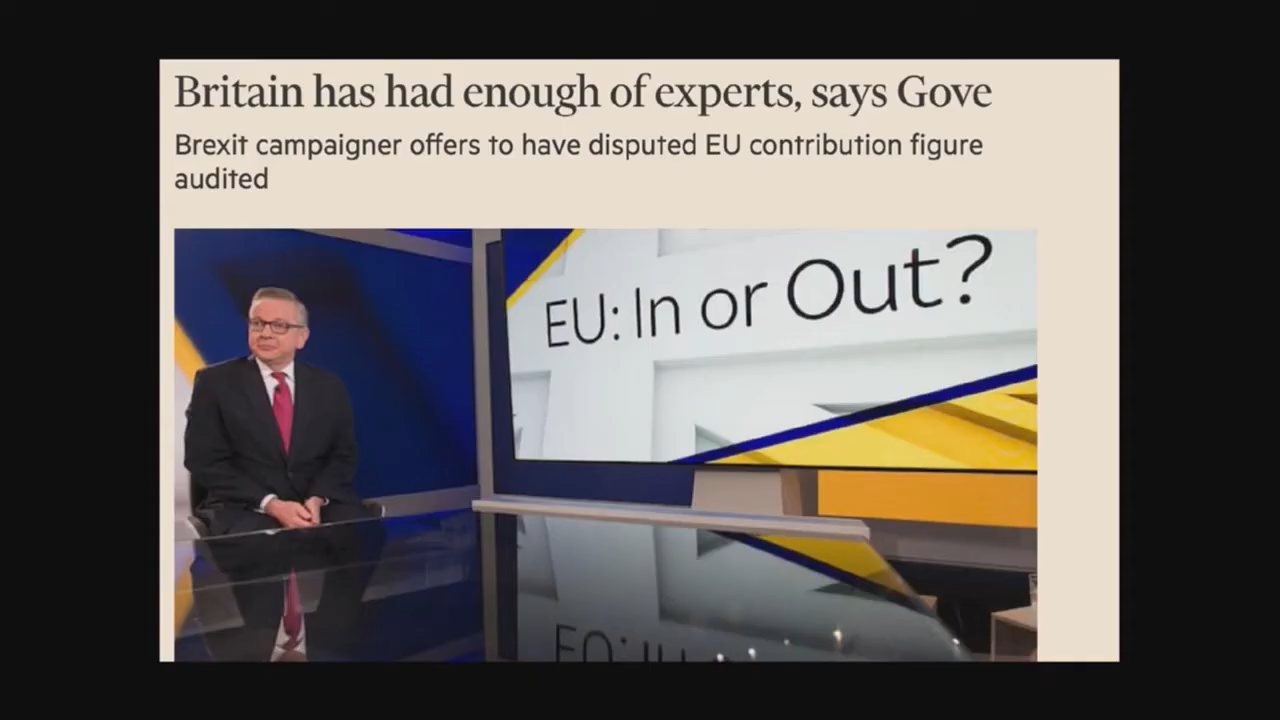 Britain has had enough of experts, says Gove
Brexit campaigner offers to have disputed EU contribution figure
audited
EU: In or Out?